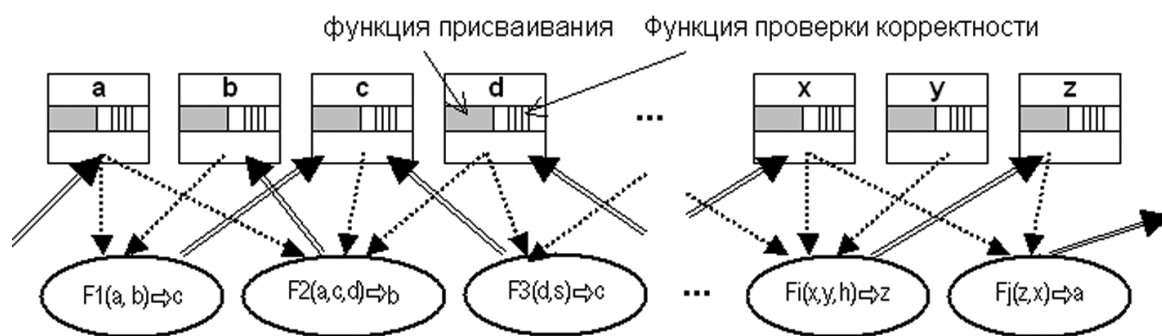 функция присваивания Функция проверки корректности
a b c d ... x y z
F1(a, b)⇨c F2(a,c,d)⇨b F3(d,s)⇨c ... Fi(x,y,h)⇨z Fj(z,x)⇨a